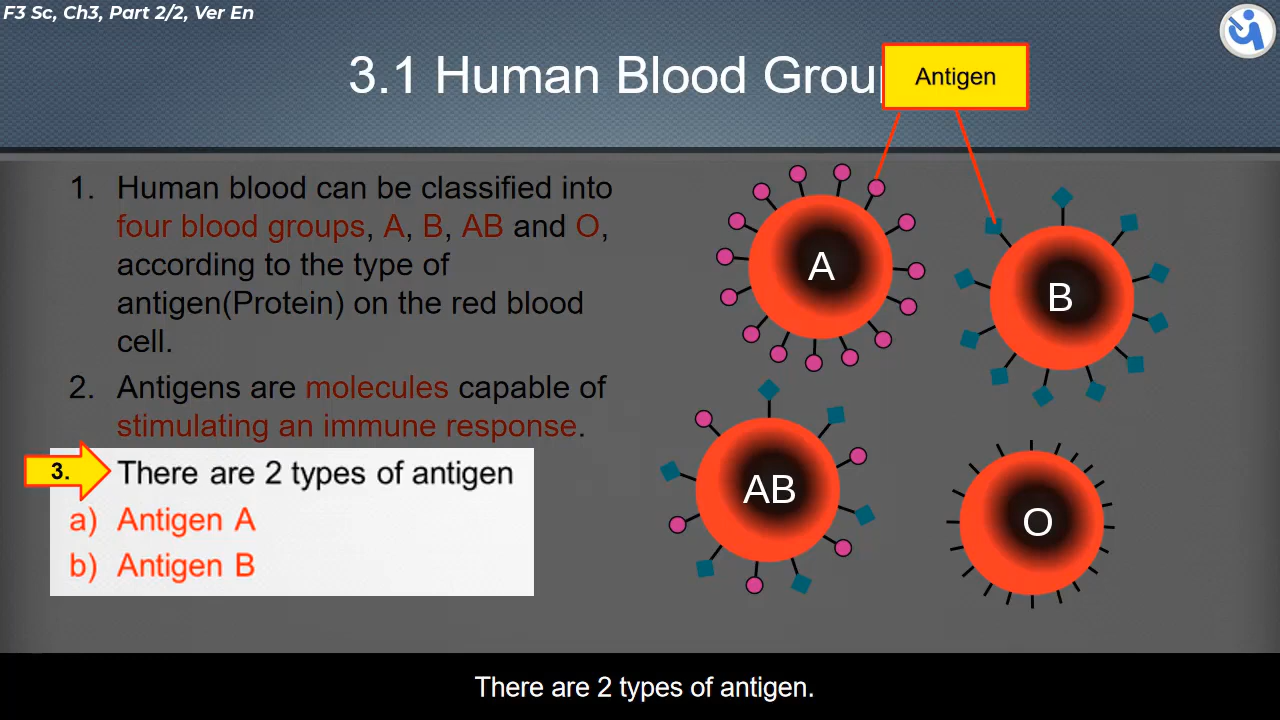 F3 Sc, Ch3, Part 2/2, Ver En
3.1 Human Blood Group
Antigen
1. Human blood can be classified into
four blood groups, A, B, AB and O,
according to the type of
antigen(Protein) on the red blood
cell.
2. Antigens are molecules capable of
stimulating an immune response.
3. There are 2 types of antigen
a) Antigen A
b) Antigen B
A
B
AB
O
There are 2 types of antigen.